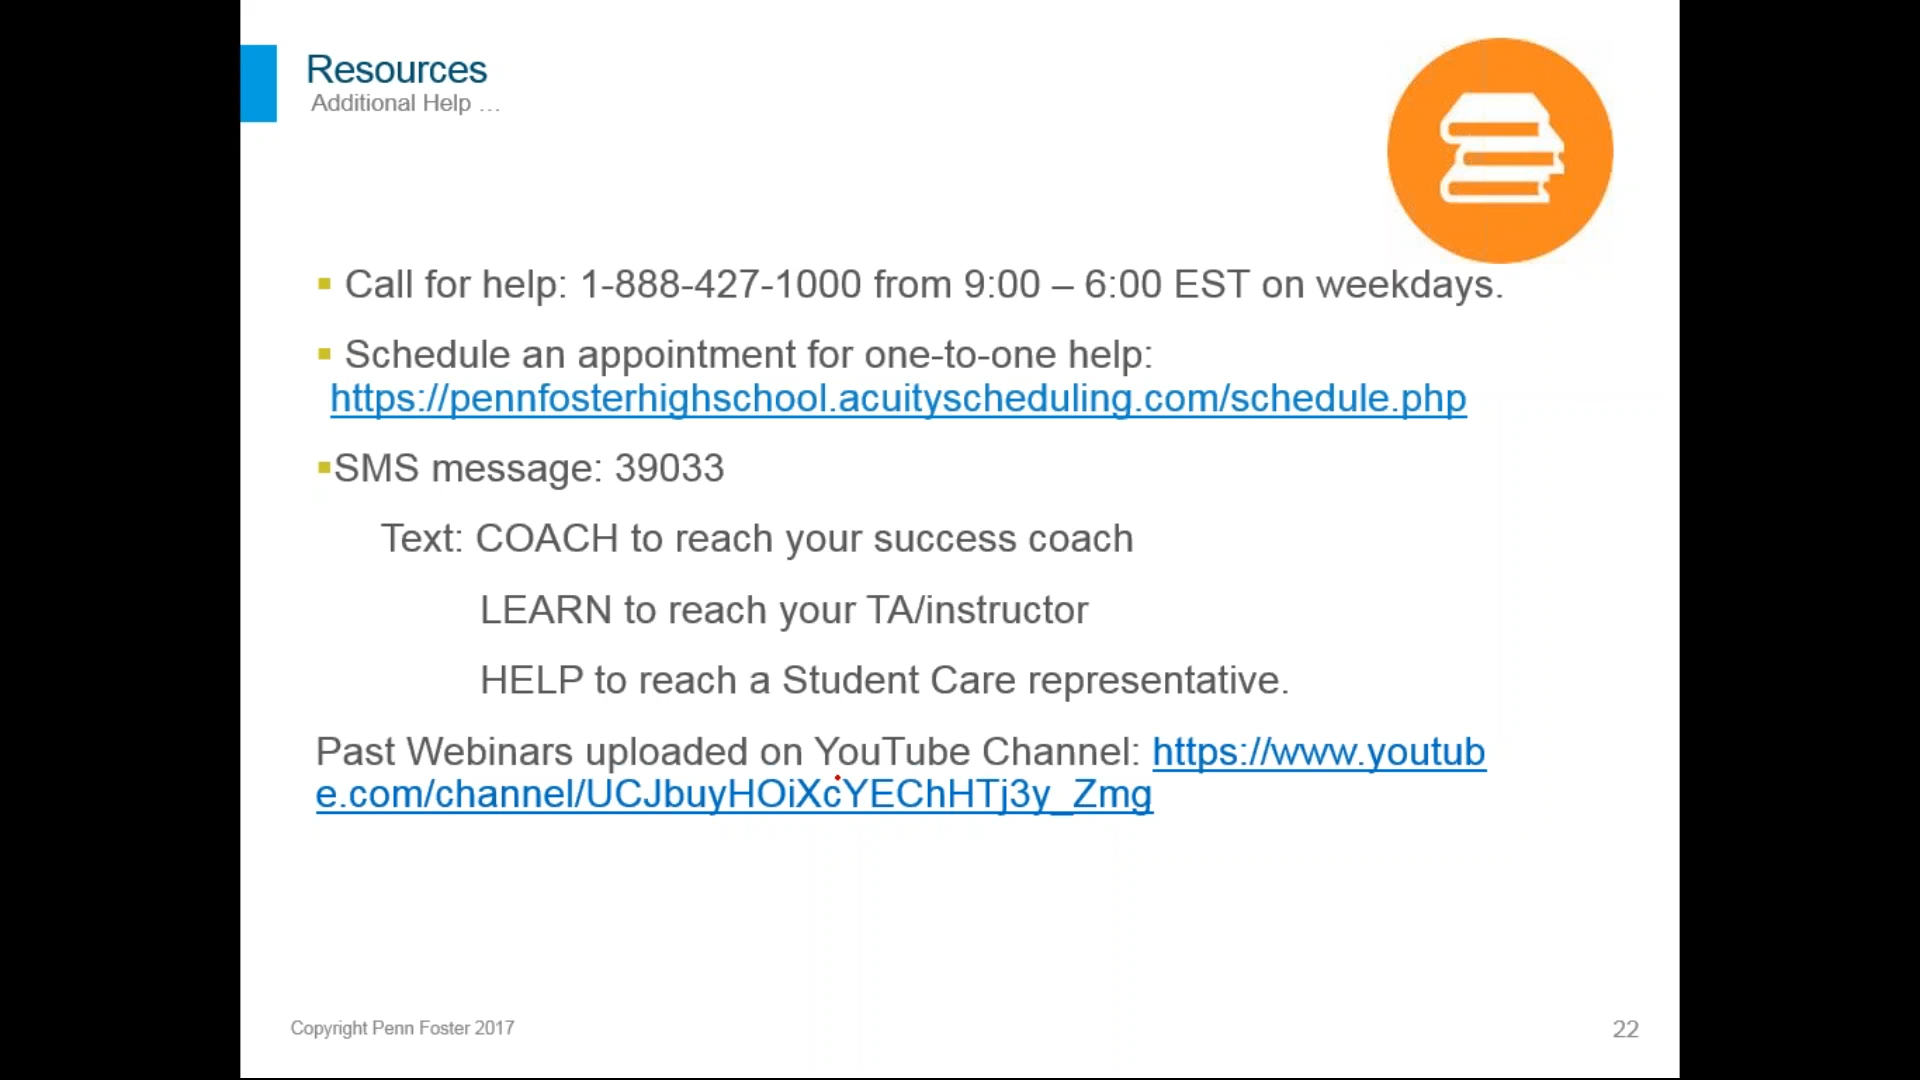 Resources
Additional Help ...
▪ Call for help: 1-888-427-1000 from 9:00 – 6:00 EST on weekdays.
▪ Schedule an appointment for one-to-one help:
https://pennfosterhighschool.acuityscheduling.com/schedule.php
▪SMS message: 39033
Text: COACH to reach your success coach
LEARN to reach your TA/instructor
HELP to reach a Student Care representative.
Past Webinars uploaded on YouTube Channel: https://www.youtub
e.com/channel/UCJbuyHOiXcYEChHTj3y_Zmg
Copyright Penn Foster 2017
22